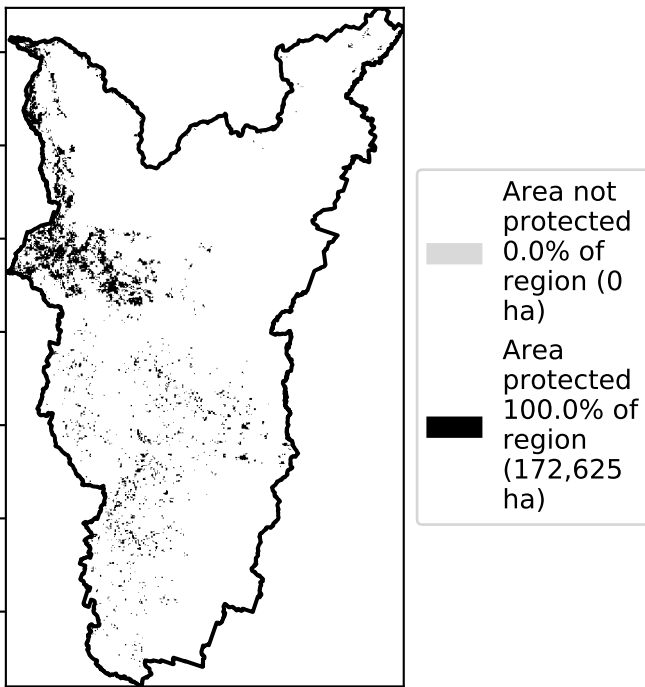 Area not
protected
0.0% of
region (0
ha)
Area
protected
100.0% of
region
(172,625
ha)